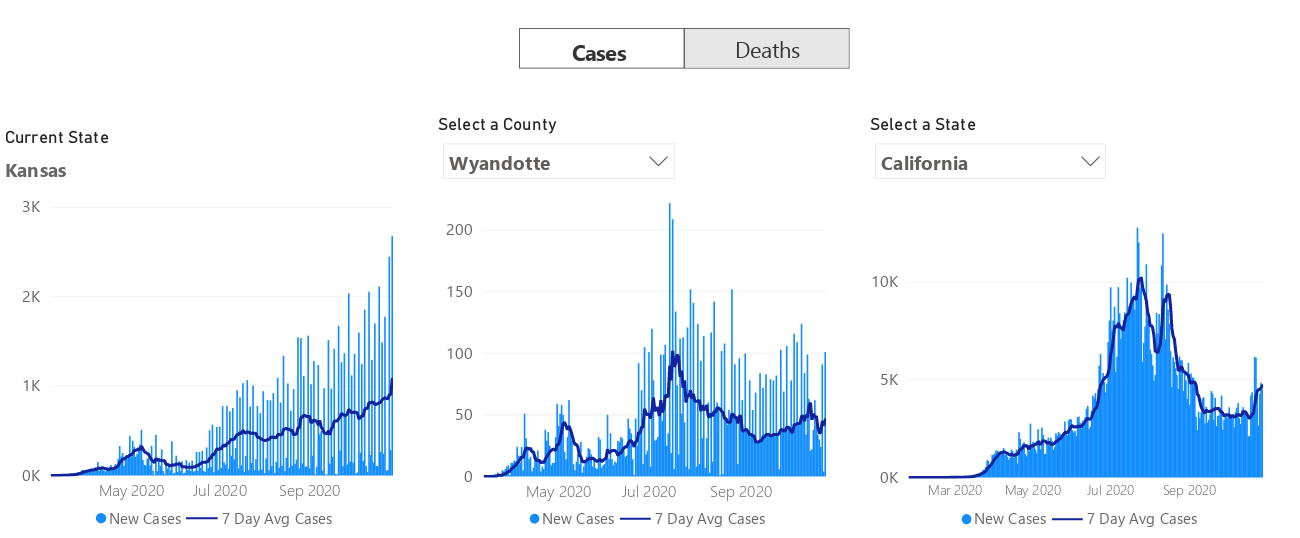 Cases Deaths
Current State
Kansas
3K
2K
1K
0K
May 2020 Jul 2020 Sep 2020
New Cases 7 Day Avg Cases
Select a County
Wyandotte
200
150
100
50
0
May 2020 Jul 2020 Sep 2020
New Cases 7 Day Avg Cases
Select a State
California
10K
5K
0K
Mar 2020 May 2020 Jul 2020 Sep 2020
New Cases 7 Day Avg Cases